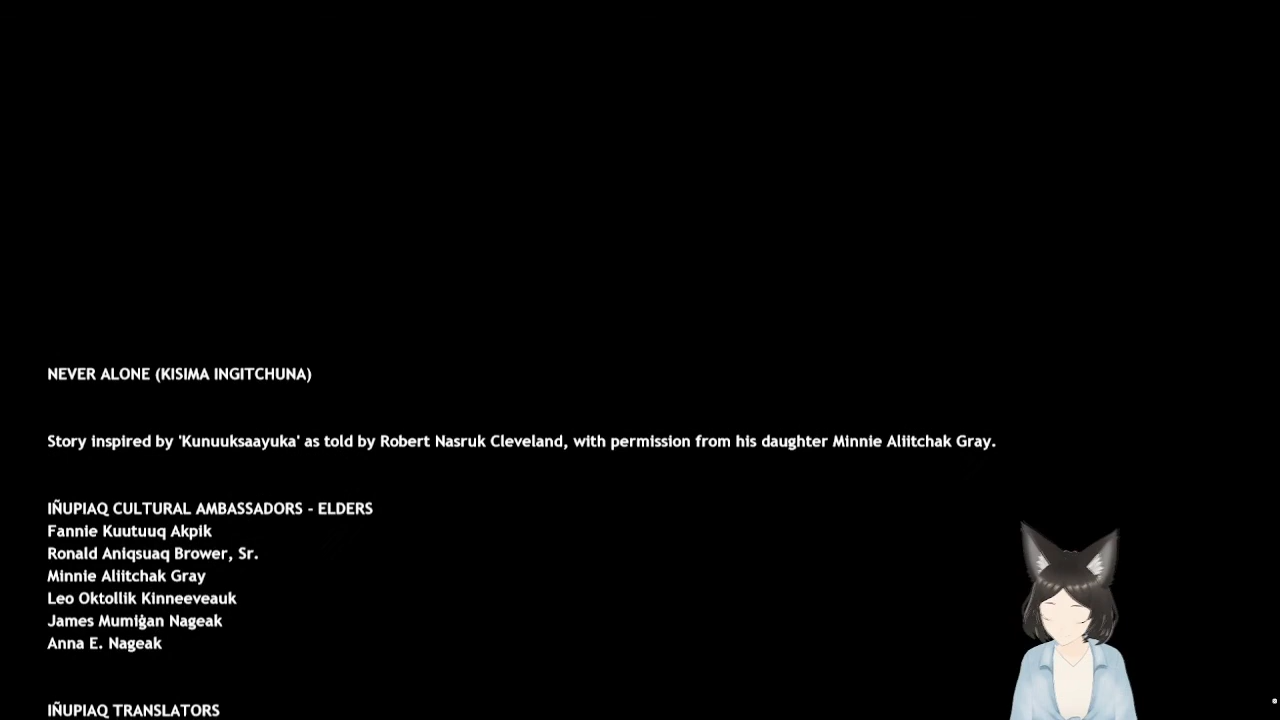 NEVER ALONE (KISIMA INGITCHUNA)
Story inspired by 'Kunuuksaayuka' as told by Robert Nasruk Cleveland, with permission from his daughter Minnie Aliitchak Gray.
IÑUPIAQ CULTURAL AMBASSADORS - ELDERS
Fannie Kuutuuq Akpik
Ronald Aniqsuaq Brower, Sr.
Minnie Aliitchak Gray
Leo Oktollik Kinneeveauk
James Mumiġan Nageak
Anna E. Nageak
IÑUPIAQ TRANSLATORS